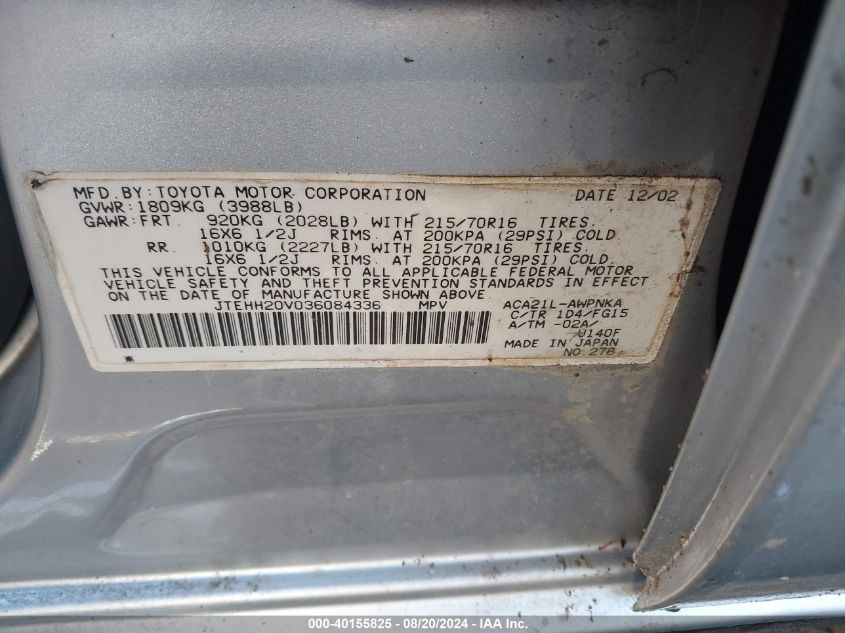 MFD. BY: TOYOTA MOTOR CORPORATION DATE 12/02
GVWR: 1809KG (3988LB)
GAWR: FRT. 920KG (2028LB) WITH 215/70R16 TIRES,
16X6 1/2J RIMS, AT 200KPA (29PSI) COLD
RR. 1010KG (2227LB) WITH 215/70R16 TIRES,
16X6 1/2J RIMS, AT 200KPA (29PSI) COLD
THIS VEHICLE CONFORMS TO ALL APPLICABLE FEDERAL MOTOR
VEHICLE SAFETY AND THEFT PREVENTION STANDARDS IN EFFECT
ON THE DATE OF MANUFACTURE SHOWN ABOVE.
JTEHH20V036084336 MPV
ACA21L-AWPNKA
C/TR 1D4/FG15
A/TM -02A/
U140F
MADE IN JAPAN
NO.278
000-40155825 - 08/20/2024 - IAAI.com